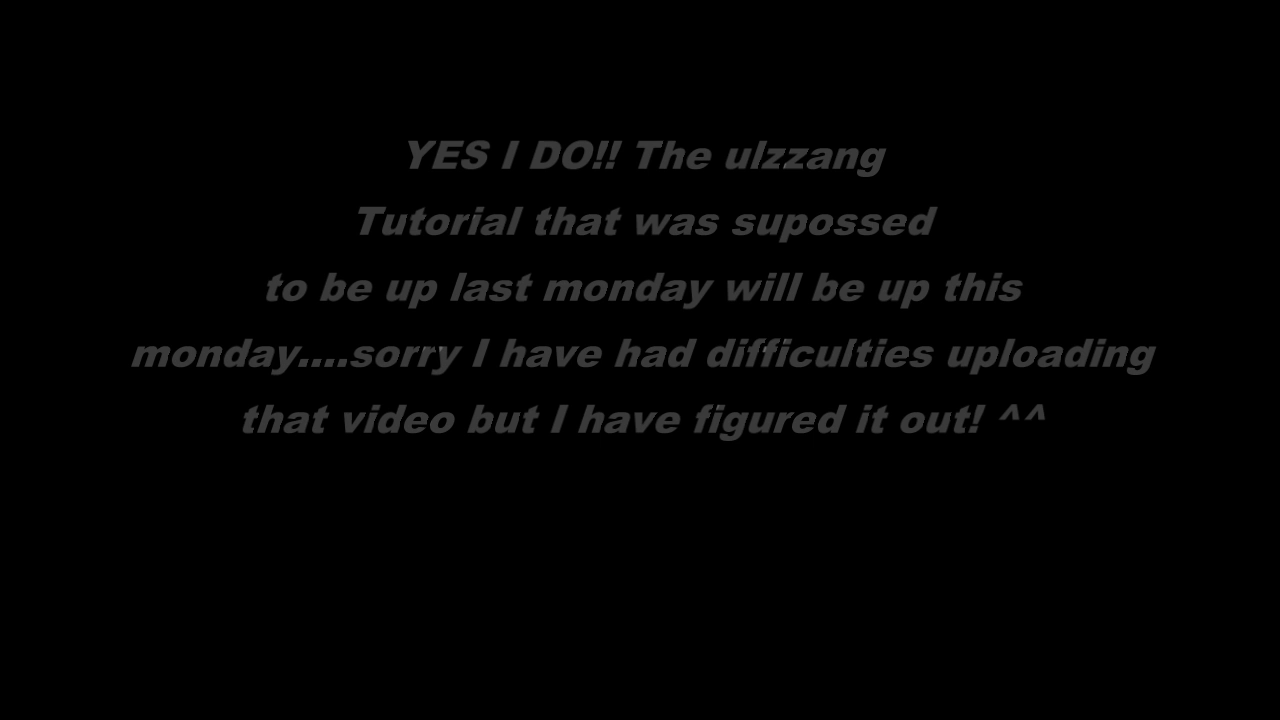 YES I DO!! The ulzzang
Tutorial that was supossed
to be up last monday will be up this
monday....sorry I have had difficulties uploading
that video but I have figured it out! ^^